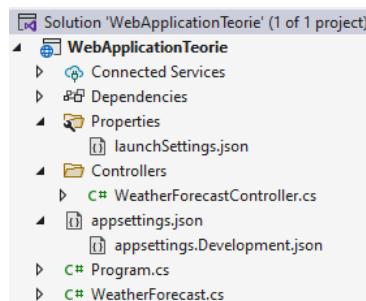 Solution 'WebApplicationTeorie' (1 of 1 project)
WebApplicationTeorie
Connected Services
Dependencies
Properties
launchSettings.json
Controllers
C# WeatherForecastController.cs
appsettings.json
appsettings.Development.json
C# Program.cs
C# WeatherForecast.cs